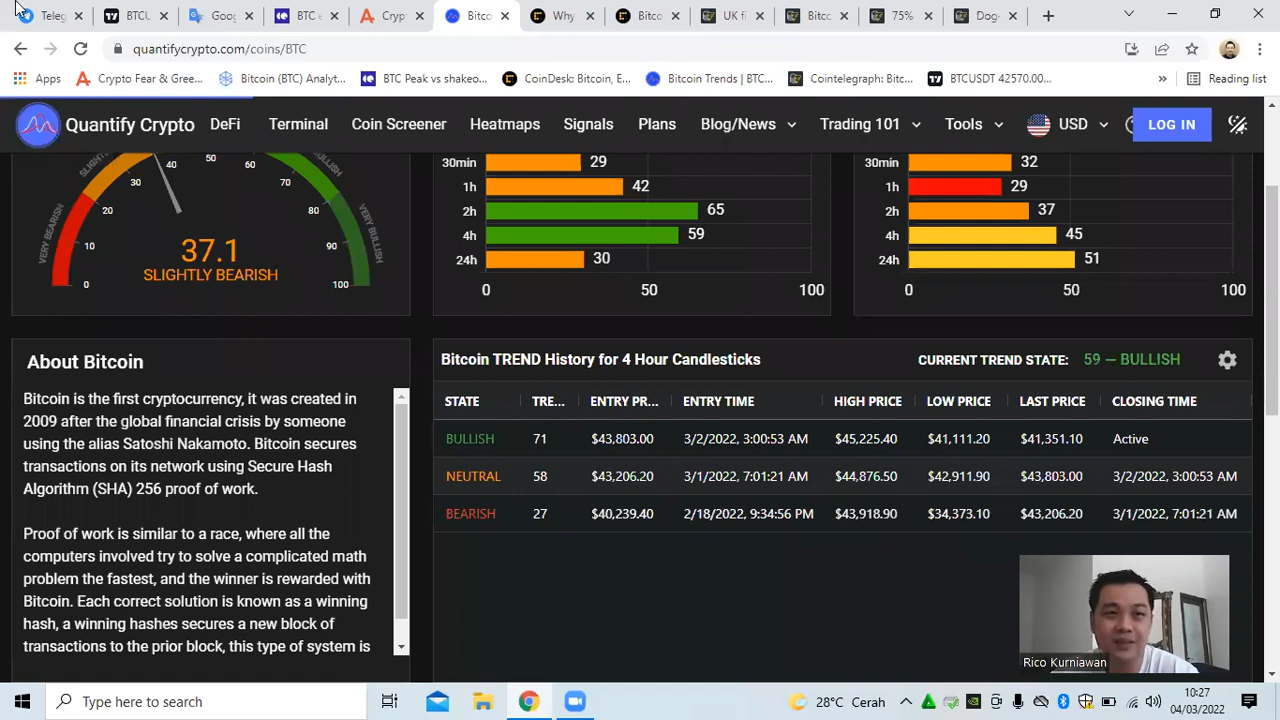 Teleg
BTCU
Goog
BTC e
Crypt
Bitco
Why
Bitco
UK f
Bitco
75%
Dog
quantifycrypto.com/coins/BTC
Apps
Crypto Fear & Gree...
Bitcoin (BTC) Analyt...
BTC Peak vs shakeo...
CoinDesk: Bitcoin, E...
Bitcoin Trends | BTC...
Cointelegraph: Bitc...
BTCUSDT 42570.00...
»
Reading list
Quantify Crypto
DeFi
Terminal
Coin Screener
Heatmaps
Signals
Plans
Blog/News
Trading 101
Tools
USD
LOG IN
VERY BEARISH
BULLISH
VERY BULLISH
0
10
20
30
40
50
60
70
80
90
100
37.1
SLIGHTLY BEARISH
30min 29
1h 42
2h 65
4h 59
24h 30
0 50 100
30min 32
1h 29
2h 37
4h 45
24h 51
0 50 100
About Bitcoin
Bitcoin is the first cryptocurrency, it was created in
2009 after the global financial crisis by someone
using the alias Satoshi Nakamoto. Bitcoin secures
transactions on its network using Secure Hash
Algorithm (SHA) 256 proof of work.
Proof of work is similar to a race, where all the
computers involved try to solve a complicated math
problem the fastest, and the winner is rewarded with
Bitcoin. Each correct solution is known as a winning
hash, a winning hashes secures a new block of
transactions to the prior block, this type of system is
Bitcoin TREND History for 4 Hour Candlesticks
CURRENT TREND STATE: 59 — BULLISH
STATE TRE... ENTRY PR... ENTRY TIME HIGH PRICE LOW PRICE LAST PRICE CLOSING TIME
BULLISH 71 $43,803.00 3/2/2022, 3:00:53 AM $45,225.40 $41,111.20 $41,351.10 Active
NEUTRAL 58 $43,206.20 3/1/2022, 7:01:21 AM $44,876.50 $42,911.90 $43,803.00 3/2/2022, 3:00:53 AM
BEARISH 27 $40,239.40 2/18/2022, 9:34:56 PM $43,918.90 $34,373.10 $43,206.20 3/1/2022, 7:01:21 AM
Rico Kurniawan
Type here to search
28°C Cerah
10:27
04/03/2022